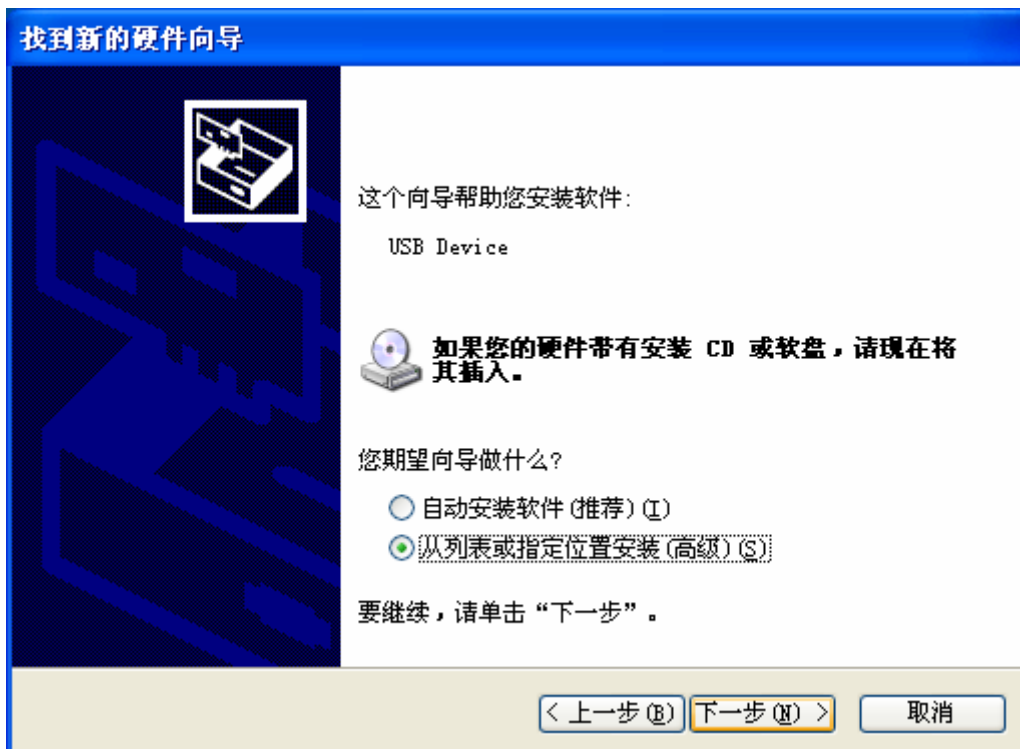 找到新的硬件向导
这个向导帮助您安装软件:
USB Device
如果您的硬件带有安装 CD 或软盘，请现在将
其插入。
您期望向导做什么?
自动安装软件(推荐)(I)
从列表或指定位置安装(高级)(S)
要继续，请单击“下一步”。
< 上一步(B) 下一步(N) > 取消